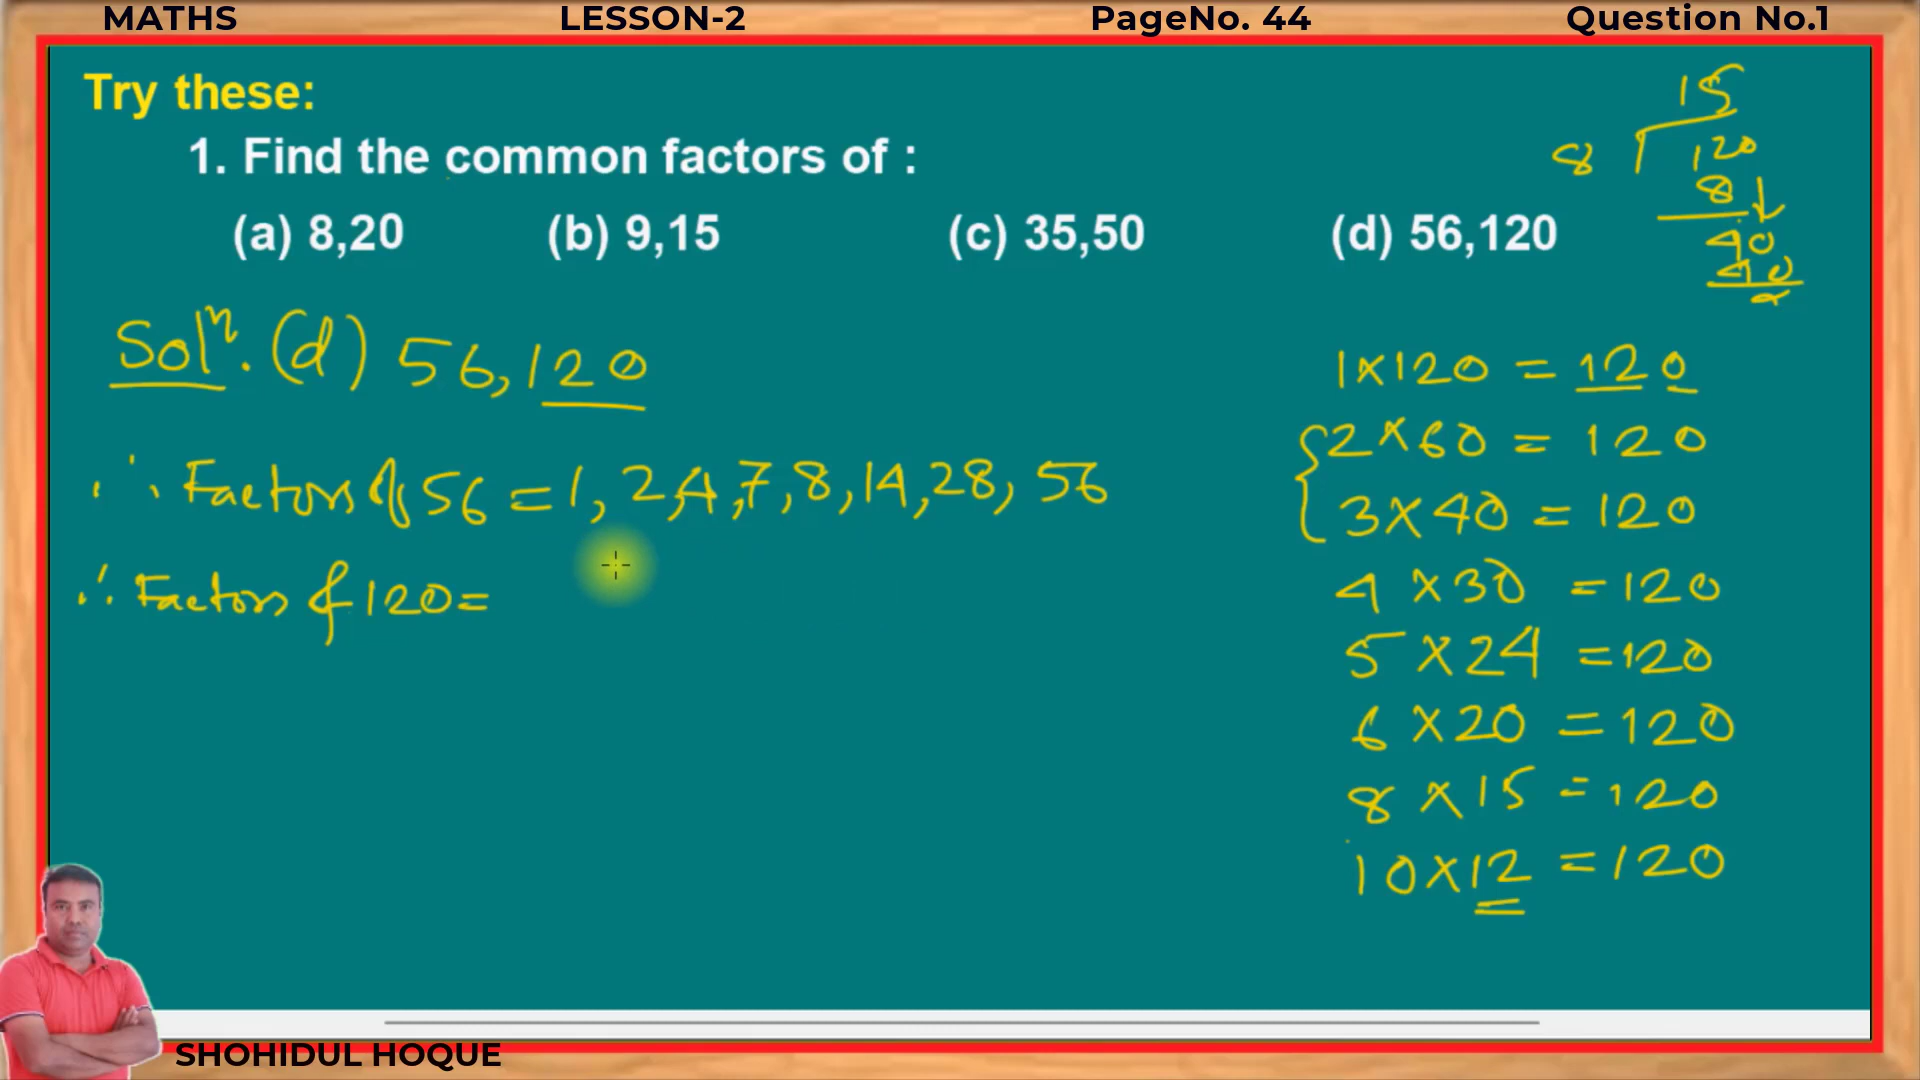 MATHS LESSON-2 PageNo. 44 Question No.1
Try these:
1. Find the common factors of :
(a) 8,20 (b) 9,15 (c) 35,50 (d) 56,120
15
8 120
8
40
40
Solⁿ. (d) 56,120
∴ Factors of 56 = 1, 2,4,7,8,14,28, 56
∴ Factors of 120=
1×120 = 120
2×60 = 120
3×40 = 120
4×30 = 120
5×24 = 120
6×20 = 120
8×15 = 120
10×12 = 120
SHOHIDUL HOQUE